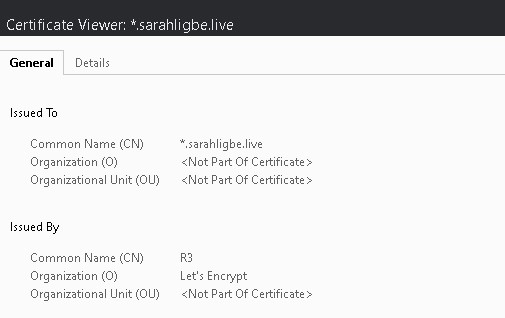 Certificate Viewer: *.sarahligbe.live
General Details
Issued To
Common Name (CN) *.sarahligbe.live
Organization (O) <Not Part Of Certificate>
Organizational Unit (OU) <Not Part Of Certificate>
Issued By
Common Name (CN) R3
Organization (O) Let's Encrypt
Organizational Unit (OU) <Not Part Of Certificate>